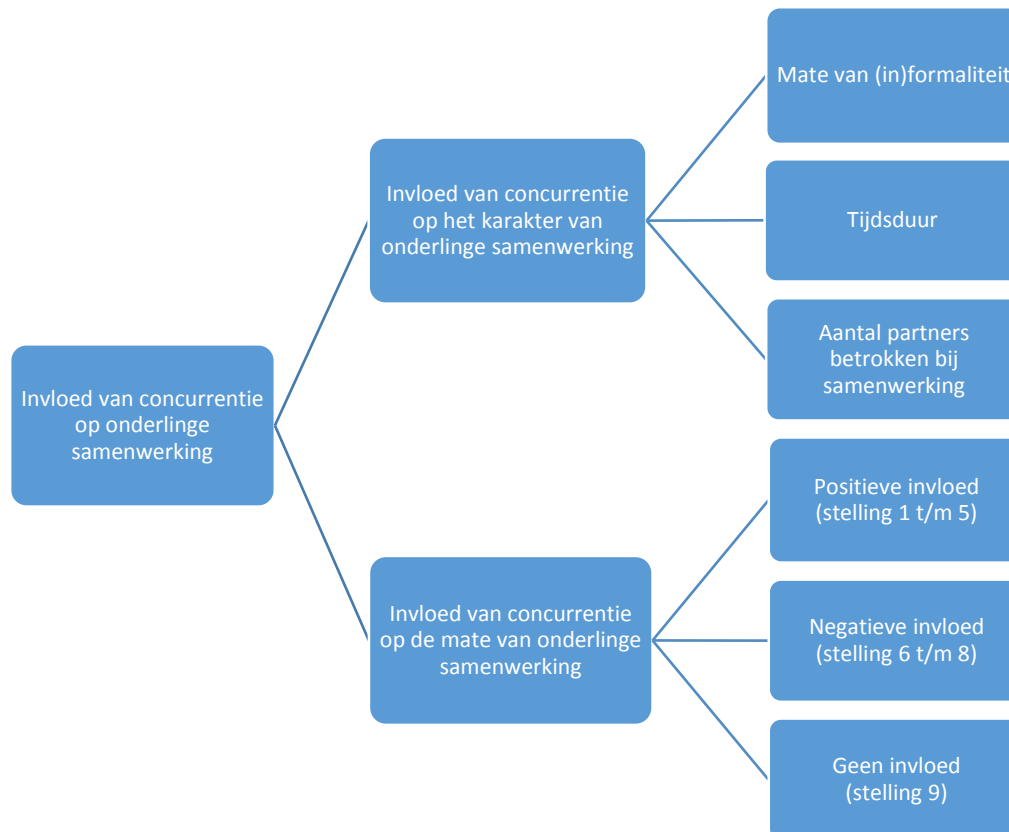 Invloed van concurrentie
op onderlinge
samenwerking
Invloed van concurrentie
op het karakter van
onderlinge samenwerking
Mate van (in)formaliteit
Tijdsduur
Aantal partners
betrokken bij
samenwerking
Invloed van concurrentie
op de mate van onderlinge
samenwerking
Positieve invloed
(stelling 1 t/m 5)
Negatieve invloed
(stelling 6 t/m 8)
Geen invloed
(stelling 9)